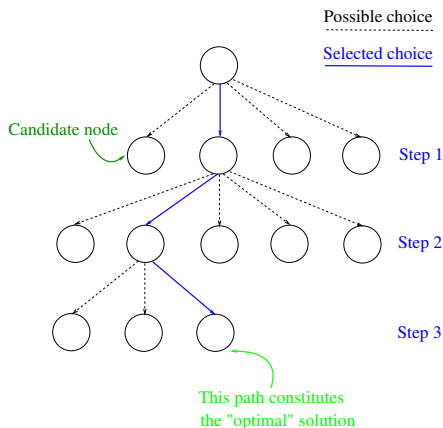 Possible choice
Selected choice
Candidate node
Step 1
Step 2
Step 3
This path constitutes
the "optimal" solution